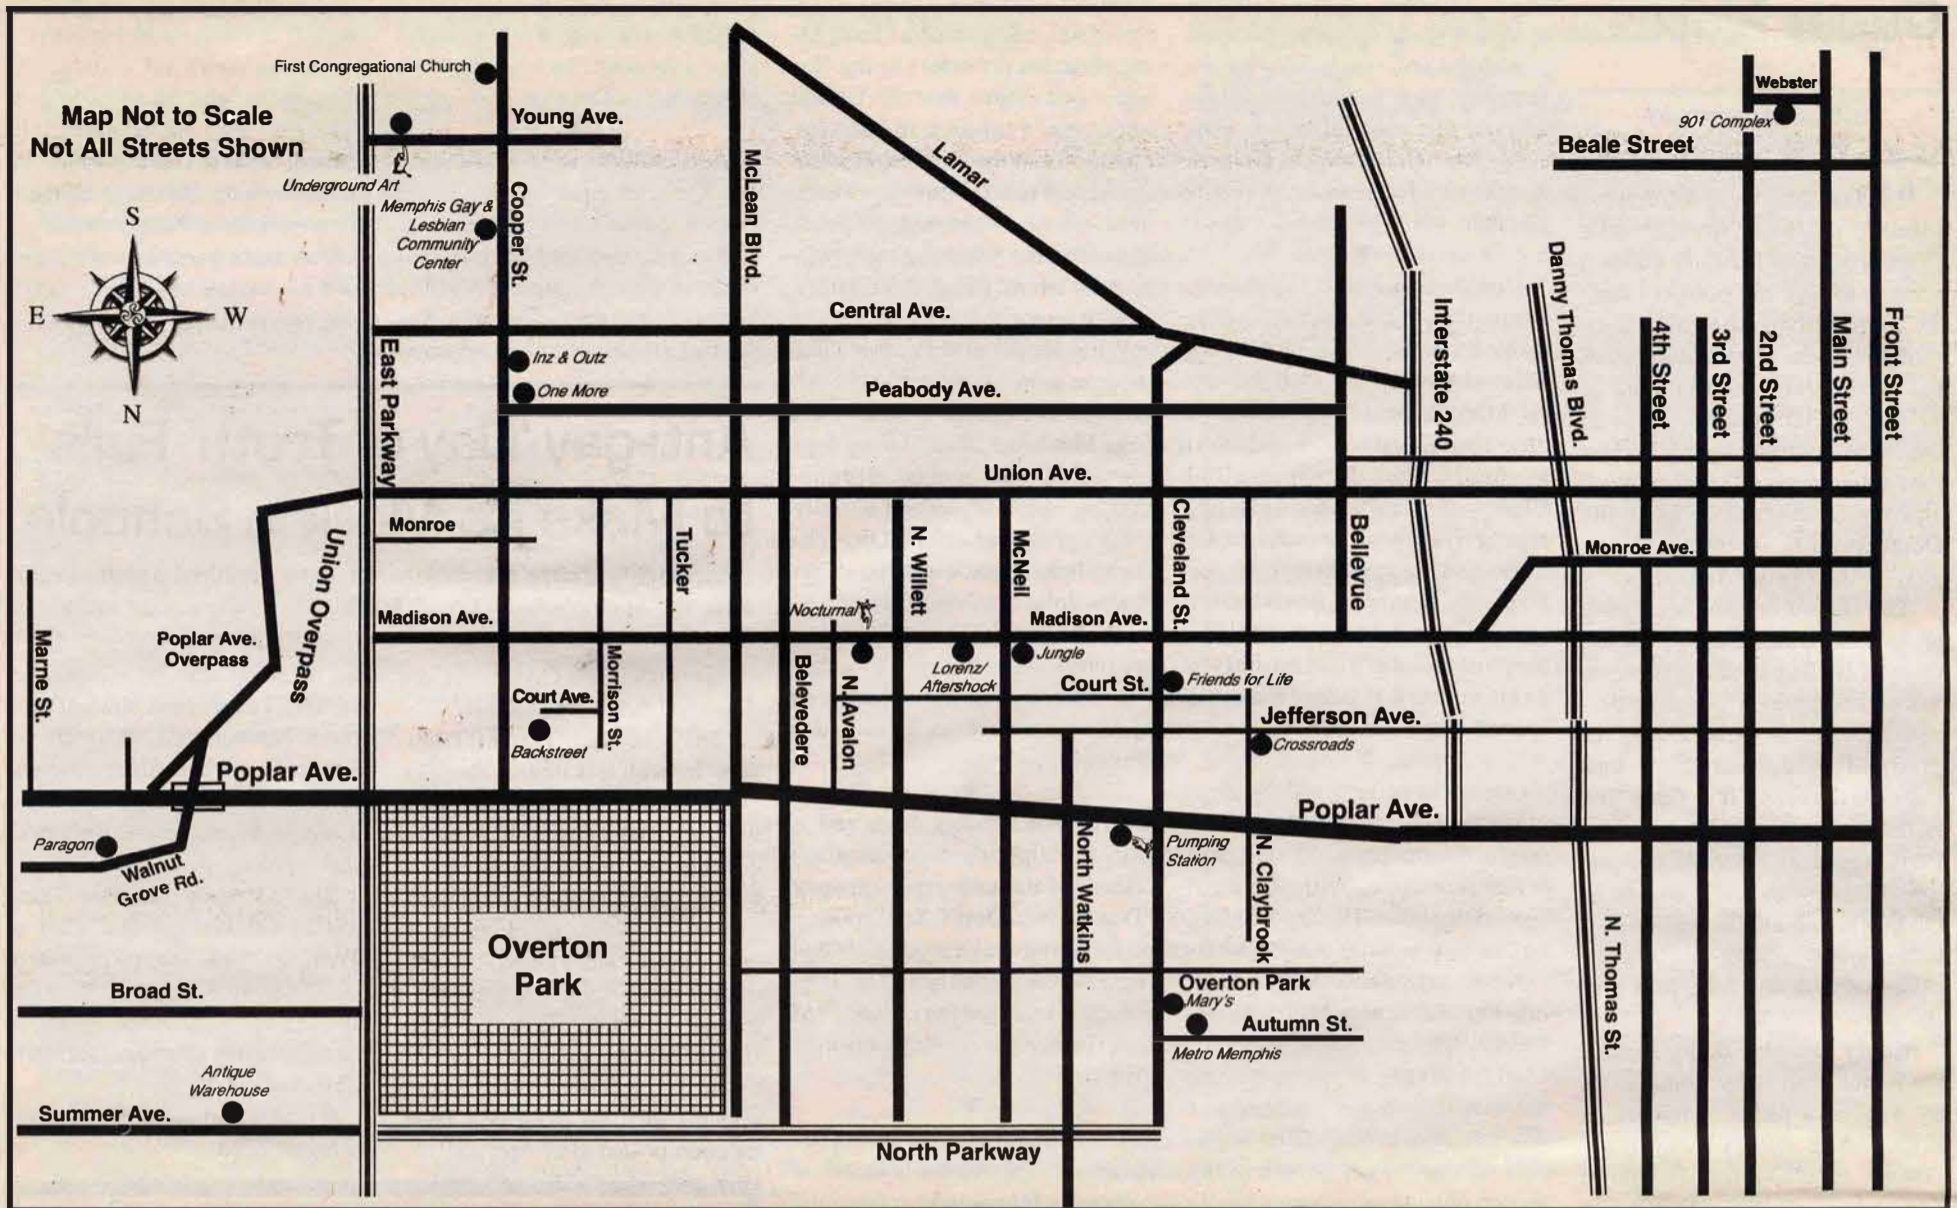 First Congregational Church
Map Not to Scale
Not All Streets Shown
Young Ave.
Underground Art
Memphis Gay &
Lesbian
Community
Center
Cooper St.
McLean Blvd.
Lamar
Webster
901 Complex
Beale Street
S
E
W
N
Central Ave.
East Parkway
Inz & Outz
One More
Peabody Ave.
Interstate 240
Danny Thomas Blvd.
4th Street
3rd Street
2nd Street
Main Street
Front Street
Union Ave.
Monroe
Union Overpass
Tucker
N. Willett
McNeil
Cleveland St.
Bellevue
Monroe Ave.
Nocturnal
Madison Ave.
Madison Ave.
Marne St.
Poplar Ave.
Overpass
Morrison St.
Court Ave.
Backstreet
Belevedere
N. Avalon
Lorenz/
Aftershock
Jungle
Court St.
Friends for Life
Jefferson Ave.
Crossroads
Poplar Ave.
Poplar Ave.
Paragon
Walnut
Grove Rd.
North Watkins
Pumping
Station
N. Claybrook
N. Thomas St.
Overton
Park
Broad St.
Overton Park
Mary's
Autumn St.
Metro Memphis
Antique
Warehouse
Summer Ave.
North Parkway